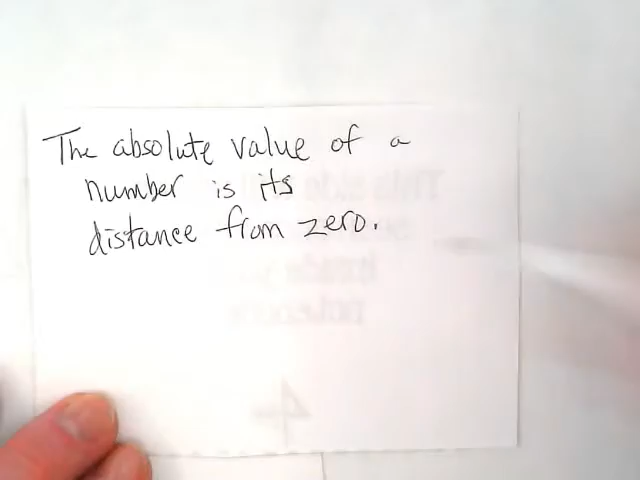 The absolute value of a
number is its
distance from zero.